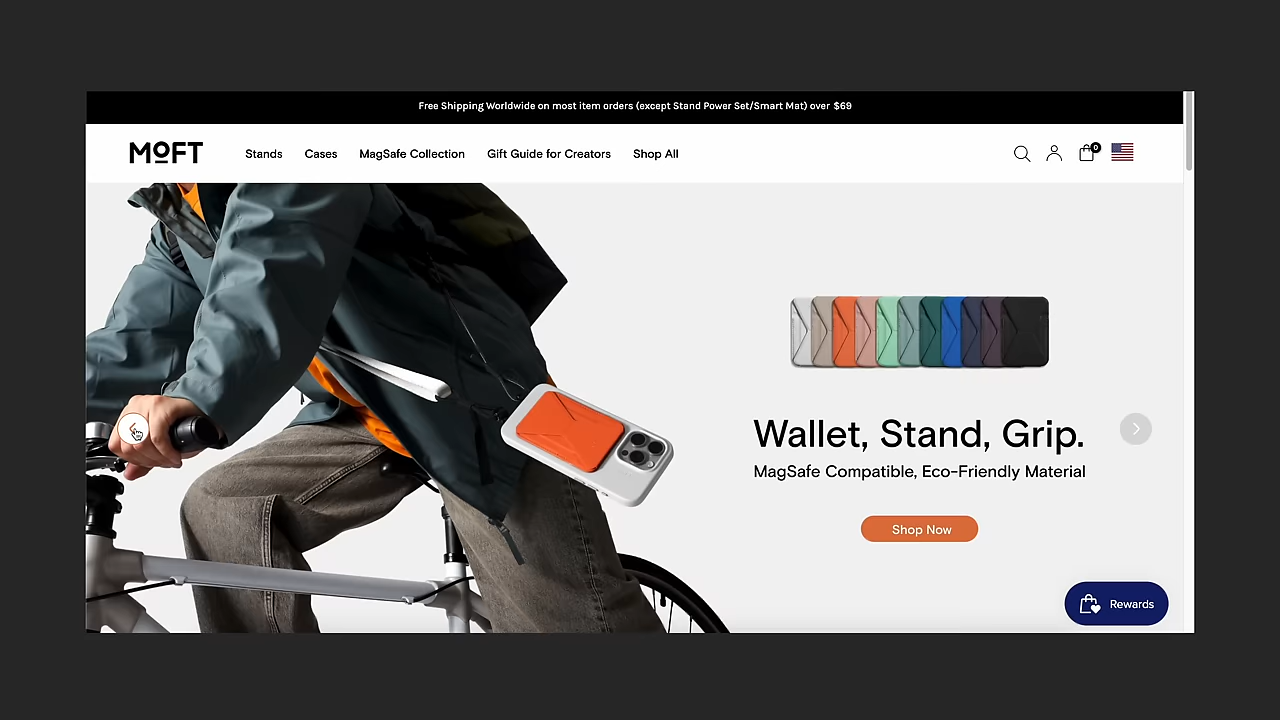 Free Shipping Worldwide on most item orders (except Stand Power Set/Smart Mat) over $69
MOFT
Stands Cases MagSafe Collection Gift Guide for Creators Shop All
0
Wallet, Stand, Grip.
MagSafe Compatible, Eco-Friendly Material
Shop Now
Rewards